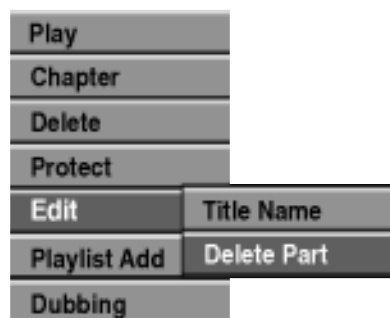 Play
Chapter
Delete
Protect
Edit
Title Name
Playlist Add
Delete Part
Dubbing